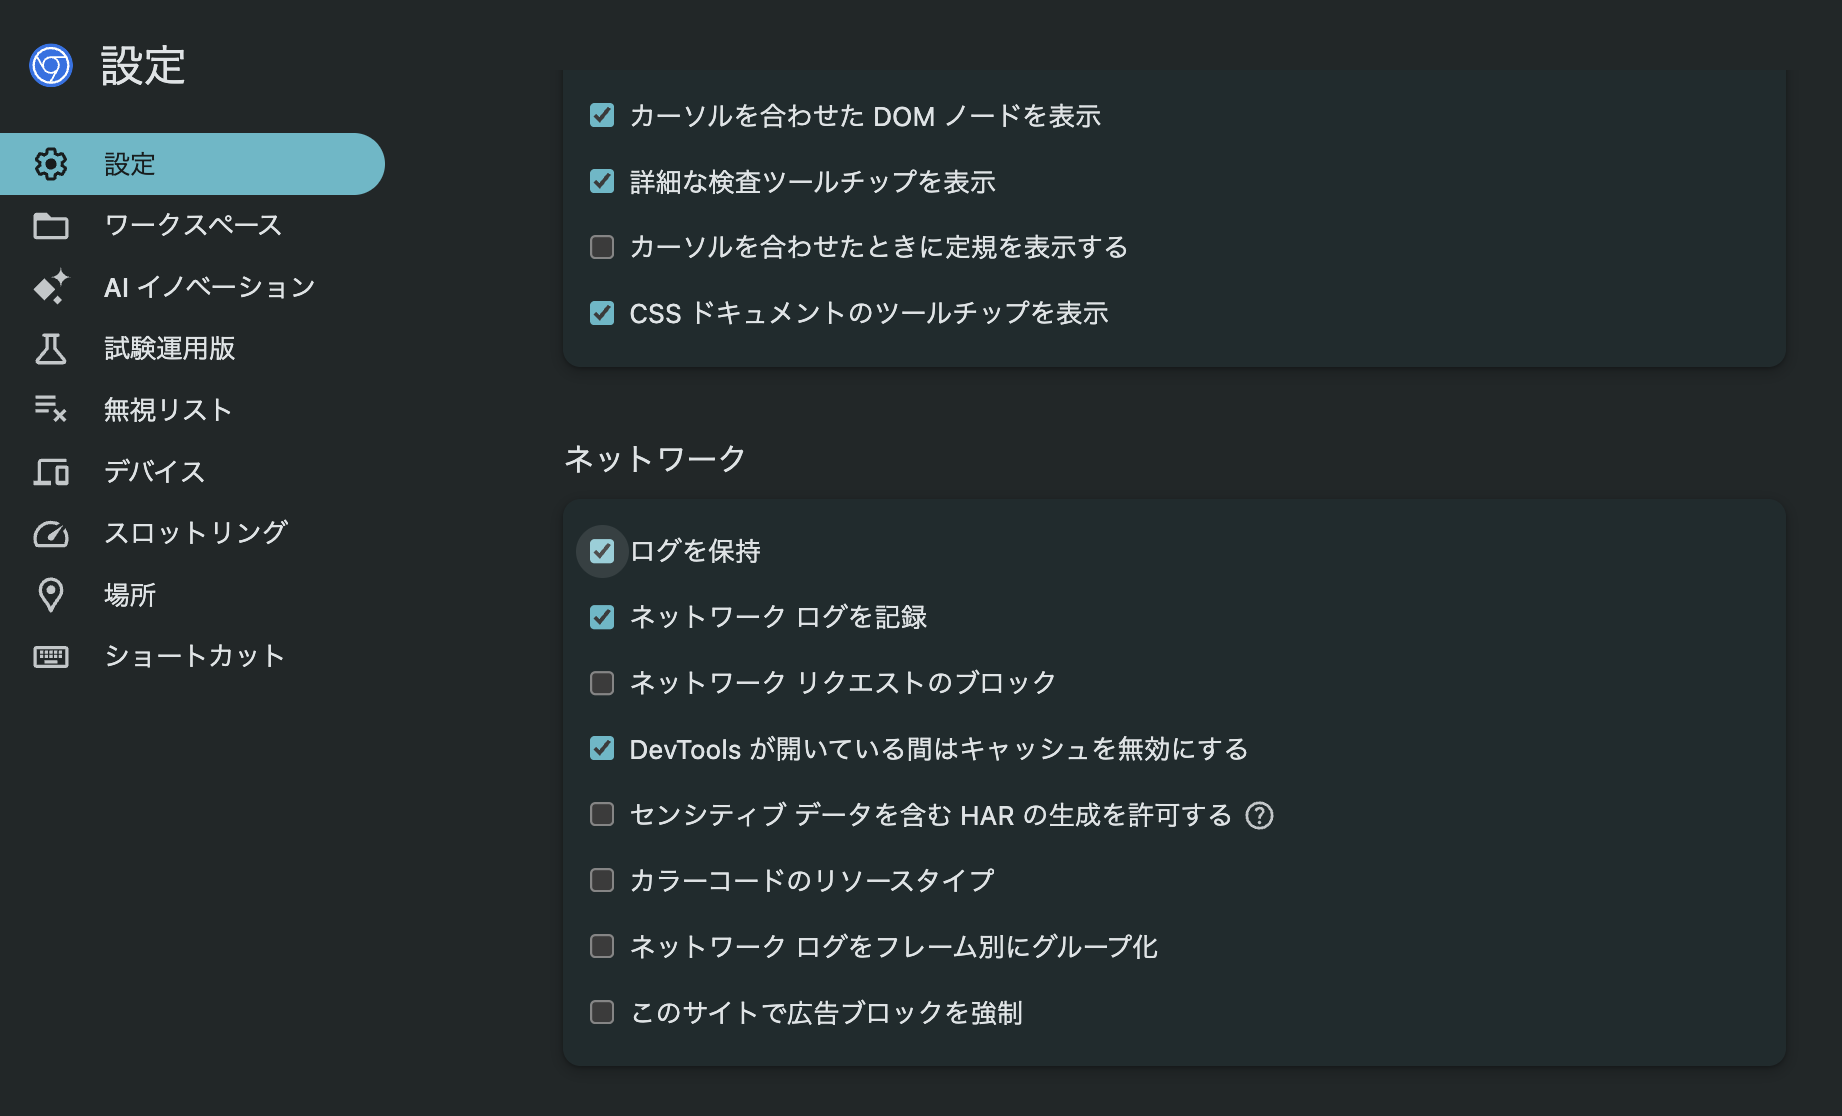 設定
設定
ワークスペース
AI イノベーション
試験運用版
無視リスト
デバイス
スロットリング
場所
ショートカット
カーソルを合わせた DOM ノードを表示
詳細な検査ツールチップを表示
カーソルを合わせたときに定規を表示する
CSS ドキュメントのツールチップを表示
ネットワーク
ログを保持
ネットワーク ログを記録
ネットワーク リクエストのブロック
DevTools が開いている間はキャッシュを無効にする
センシティブ データを含む HAR の生成を許可する
カラーコードのリソースタイプ
ネットワーク ログをフレーム別にグループ化
このサイトで広告ブロックを強制